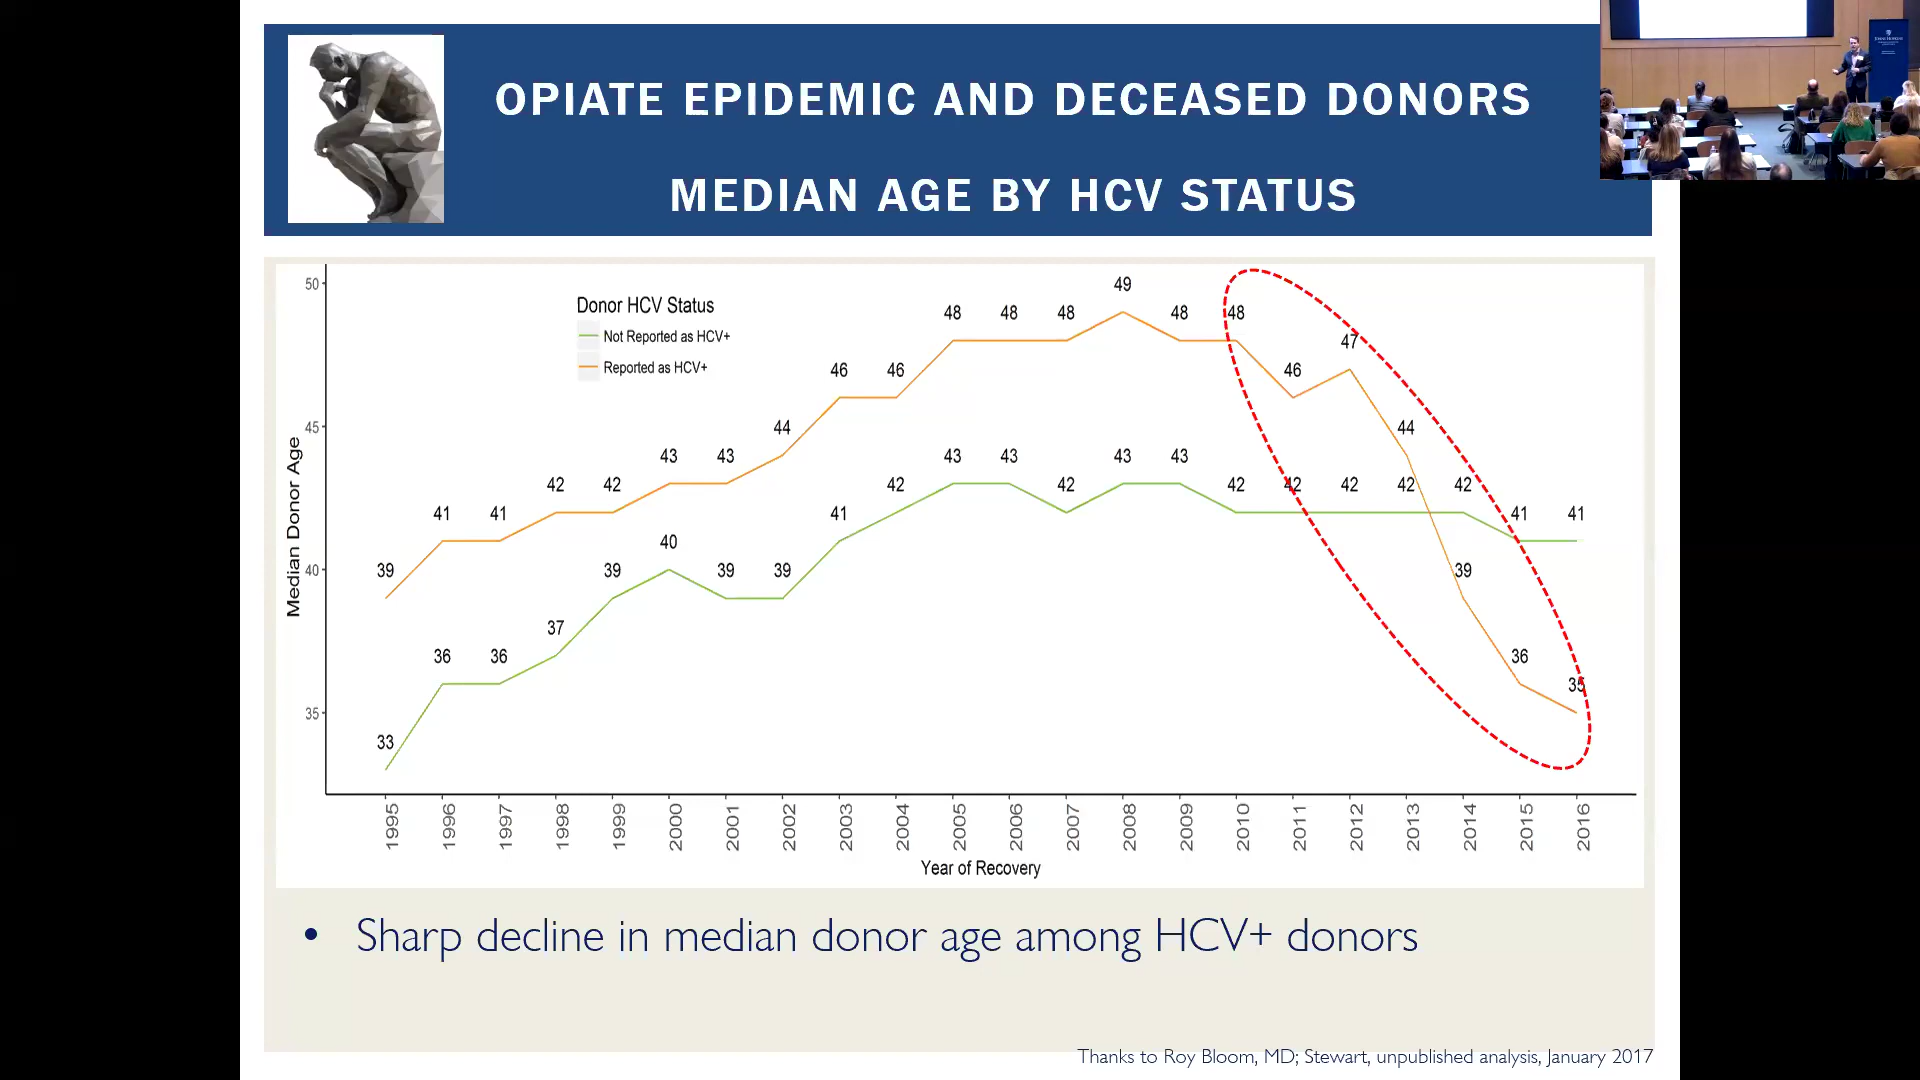 OPIATE EPIDEMIC AND DECEASED DONORS
MEDIAN AGE BY HCV STATUS
Donor HCV Status
Not Reported as HCV+
Reported as HCV+
Median Donor Age
50
45
40
35
39 41 41 42 42 43 43 44 46 46 48 48 48 49 48 48 46 47 44 39 36 35
33 36 36 37 39 40 39 39 41 42 43 43 42 43 43 42 42 42 42 42 41 41
1995 1996 1997 1998 1999 2000 2001 2002 2003 2004 2005 2006 2007 2008 2009 2010 2011 2012 2013 2014 2015 2016
Year of Recovery
• Sharp decline in median donor age among HCV+ donors
Thanks to Roy Bloom, MD; Stewart, unpublished analysis, January 2017
JOHNS HOPKINS